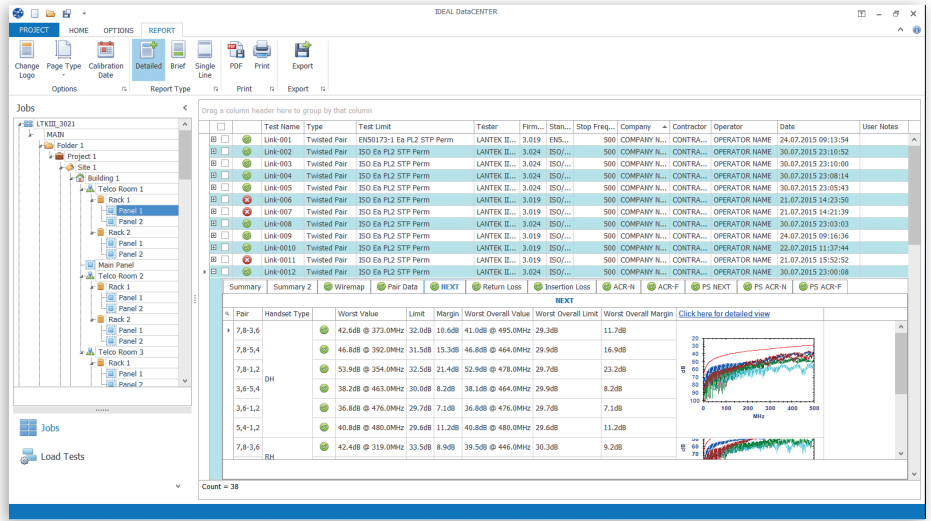 IDEAL DataCENTER
PROJECT HOME OPTIONS REPORT
Change Logo
Page Type
Calibration Date
Detailed
Brief
Single Line
PDF
Print
Export
Options Report Type Print Export
Jobs
LTKIII_3021
MAIN
Folder 1
Project 1
Site 1
Building 1
Telco Room 1
Rack 1
Panel 1
Panel 2
Rack 2
Panel 1
Panel 2
Main Panel
Telco Room 2
Rack 1
Panel 1
Panel 2
Rack 2
Panel 1
Panel 2
Telco Room 3
Rack 1
Panel 1
Panel 2
Jobs
Load Tests
Drag a column header here to group by that column
Test Name Type Test Limit Tester Firm... Stan... Stop Freq... Company Contractor Operator Date User Notes
Link-001 Twisted Pair EN50173-1 Ea PL2 STP Perm LANTEK II... 3.019 EN5... 500 COMPANY N... CONTRA... OPERATOR NAME 24.07.2015 09:13:54
Link-002 Twisted Pair ISO Ea PL2 STP Perm LANTEK II... 3.024 ISO/... 500 COMPANY N... CONTRA... OPERATOR NAME 30.07.2015 23:10:52
Link-003 Twisted Pair ISO Ea PL2 STP Perm LANTEK II... 3.024 ISO/... 500 COMPANY N... CONTRA... OPERATOR NAME 30.07.2015 23:10:00
Link-004 Twisted Pair ISO Ea PL2 STP Perm LANTEK II... 3.024 ISO/... 500 COMPANY N... CONTRA... OPERATOR NAME 30.07.2015 23:08:14
Link-005 Twisted Pair ISO Ea PL2 STP Perm LANTEK II... 3.024 ISO/... 500 COMPANY N... CONTRA... OPERATOR NAME 30.07.2015 23:05:43
Link-006 Twisted Pair ISO Ea PL2 STP Perm LANTEK II... 3.019 ISO/... 500 COMPANY N... CONTRA... OPERATOR NAME 21.07.2015 14:23:50
Link-007 Twisted Pair ISO Ea PL2 STP Perm LANTEK II... 3.019 ISO/... 500 COMPANY N... CONTRA... OPERATOR NAME 21.07.2015 14:21:39
Link-008 Twisted Pair ISO Ea PL2 STP Perm LANTEK II... 3.024 ISO/... 500 COMPANY N... CONTRA... OPERATOR NAME 30.07.2015 23:03:03
Link-009 Twisted Pair ISO Ea PL2 STP Perm LANTEK II... 3.019 ISO/... 500 COMPANY N... CONTRA... OPERATOR NAME 24.07.2015 09:16:36
Link-0010 Twisted Pair ISO Ea PL2 STP Perm LANTEK II... 3.019 ISO/... 500 COMPANY N... CONTRA... OPERATOR NAME 22.07.2015 11:37:44
Link-0011 Twisted Pair ISO Ea PL2 STP Perm LANTEK II... 3.019 ISO/... 500 COMPANY N... CONTRA... OPERATOR NAME 21.07.2015 15:52:52
Link-0012 Twisted Pair ISO Ea PL2 STP Perm LANTEK II... 3.024 ISO/... 500 COMPANY N... CONTRA... OPERATOR NAME 30.07.2015 23:00:08
Summary Summary 2 Wiremap Pair Data NEXT Return Loss Insertion Loss ACR-N ACR-F PS NEXT PS ACR-N PS ACR-F
NEXT
Pair Handset Type Worst Value Limit Margin Worst Overall Value Worst Overall Limit Worst Overall Margin Click here for detailed view
7,8-3,6 42.6dB @ 373.0MHz 32.0dB 10.6dB 41.0dB @ 495.0MHz 29.3dB 11.7dB
7,8-5,4 46.8dB @ 392.0MHz 31.5dB 15.3dB 46.8dB @ 464.0MHz 29.9dB 16.9dB
7,8-1,2 53.9dB @ 354.0MHz 32.5dB 21.4dB 52.9dB @ 478.0MHz 29.7dB 23.2dB
DH
3,6-5,4 38.2dB @ 463.0MHz 30.0dB 8.2dB 38.1dB @ 464.0MHz 29.9dB 8.2dB
3,6-1,2 36.8dB @ 476.0MHz 29.7dB 7.1dB 36.8dB @ 476.0MHz 29.7dB 7.1dB
5,4-1,2 40.8dB @ 480.0MHz 29.6dB 11.2dB 40.8dB @ 480.0MHz 29.6dB 11.2dB
7,8-3,6 RH 42.4dB @ 319.0MHz 33.5dB 8.9dB 39.5dB @ 446.0MHz 30.3dB 9.2dB
20
30
40
50
60
70
80
90
100
dB
0 100 200 300 400 500
MHz
50
60
70
dB
Count = 38